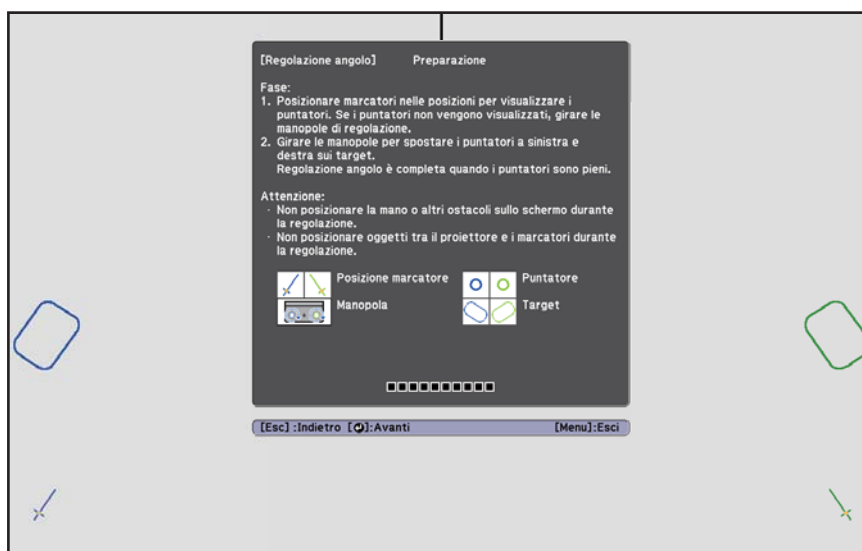 [Regolazione angolo] Preparazione
Fase:
1. Posizionare marcatori nelle posizioni per visualizzare i
puntatori. Se i puntatori non vengono visualizzati, girare le
manopole di regolazione.
2. Girare le manopole per spostare i puntatori a sinistra e
destra sui target.
Regolazione angolo è completa quando i puntatori sono pieni.
Attenzione:
· Non posizionare la mano o altri ostacoli sullo schermo durante
la regolazione.
· Non posizionare oggetti tra il proiettore e i marcatori durante
la regolazione.
Posizione marcatore Puntatore
Manopola Target
[Esc] :Indietro [⏎]:Avanti [Menu]:Esci